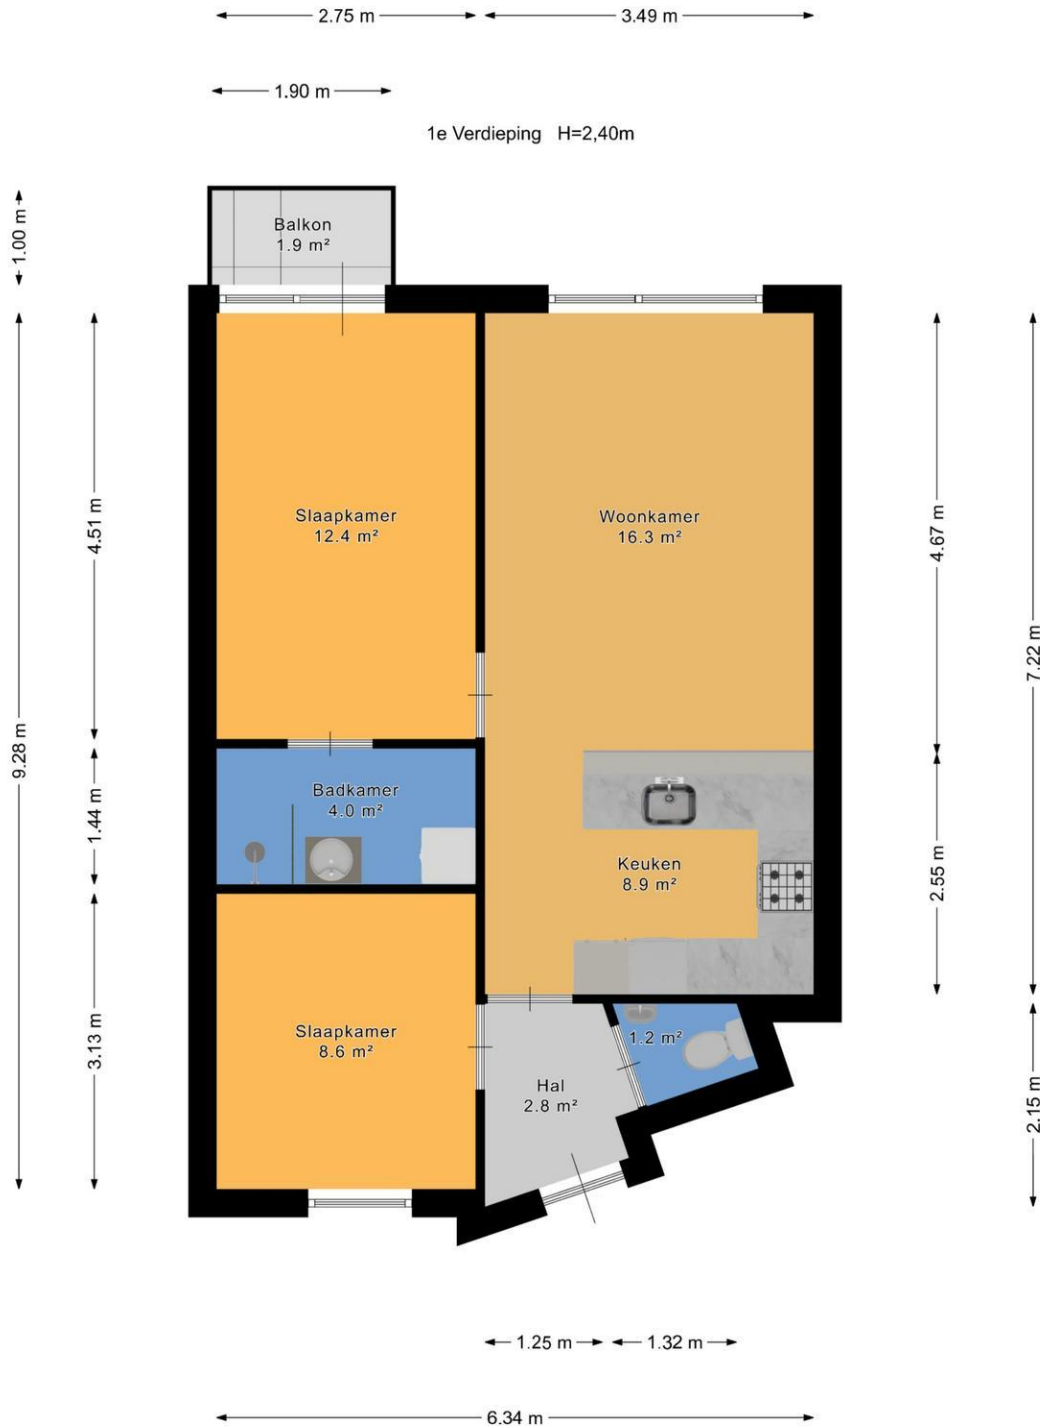 2.75 m
3.49 m
1.90 m
1e Verdieping H=2,40m
1.00 m
Balkon
1.9 m²
4.51 m
Slaapkamer
12.4 m²
Woonkamer
16.3 m²
4.67 m
7.22 m
9.28 m
1.44 m
Badkamer
4.0 m²
Keuken
8.9 m²
2.55 m
3.13 m
Slaapkamer
8.6 m²
1.2 m²
Hal
2.8 m²
2.15 m
1.25 m
1.32 m
6.34 m